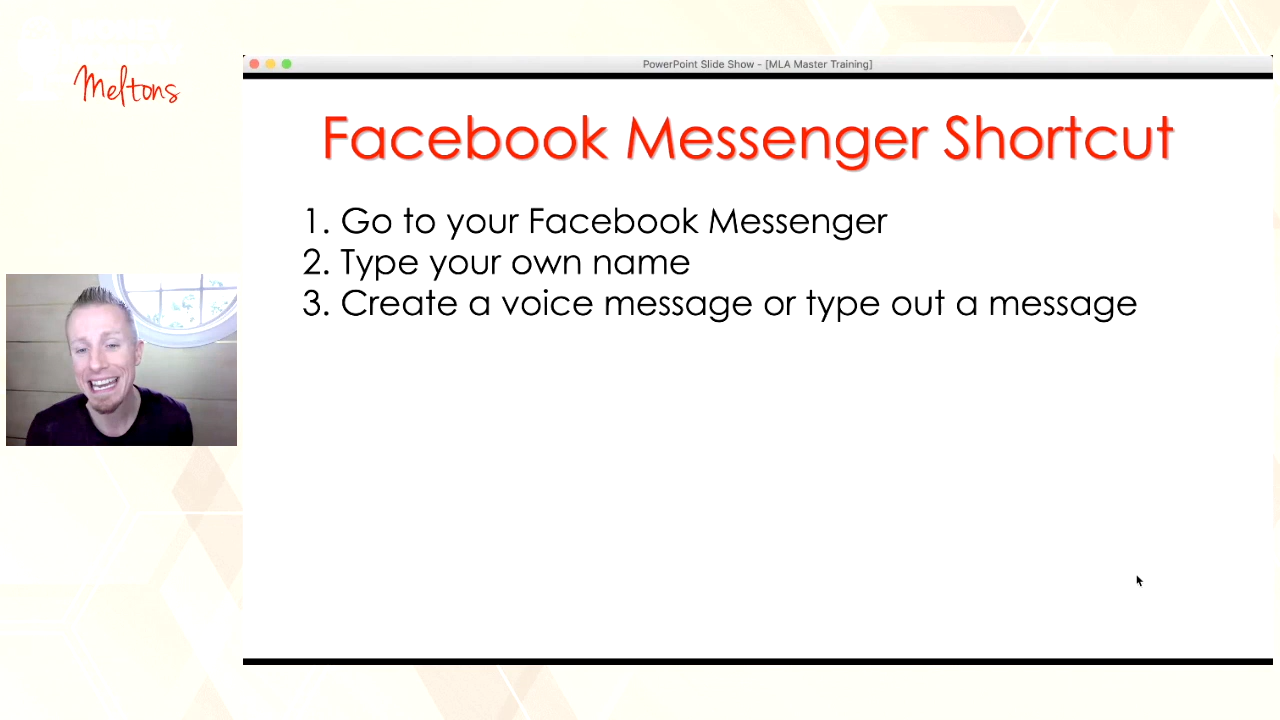 Meltons
PowerPoint Slide Show - [MLA Master Training]
Facebook Messenger Shortcut
1. Go to your Facebook Messenger
2. Type your own name
3. Create a voice message or type out a message